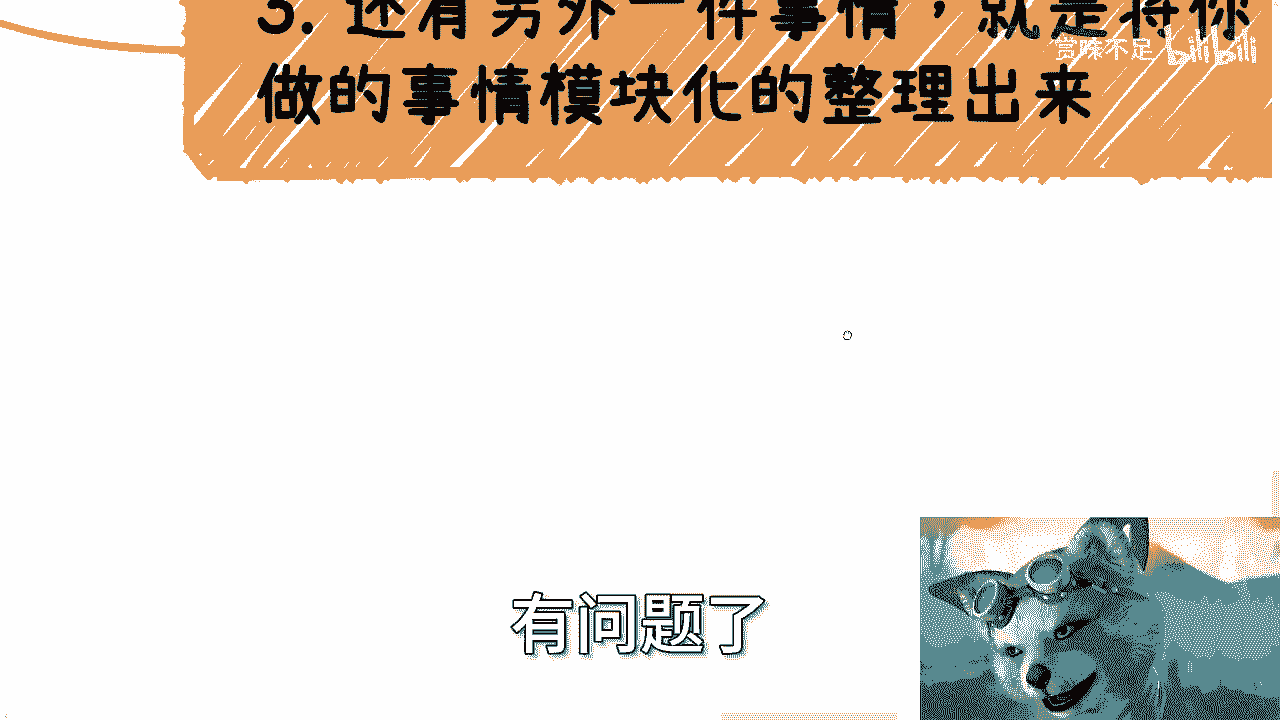 3. 还有另外一件事情，就是将你
赏味不足 bilibili
做的事情模块化的整理出来
有问题了